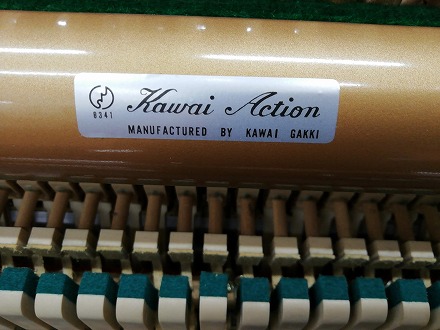 Kawai Action
8341
MANUFACTURED BY KAWAI GAKKI